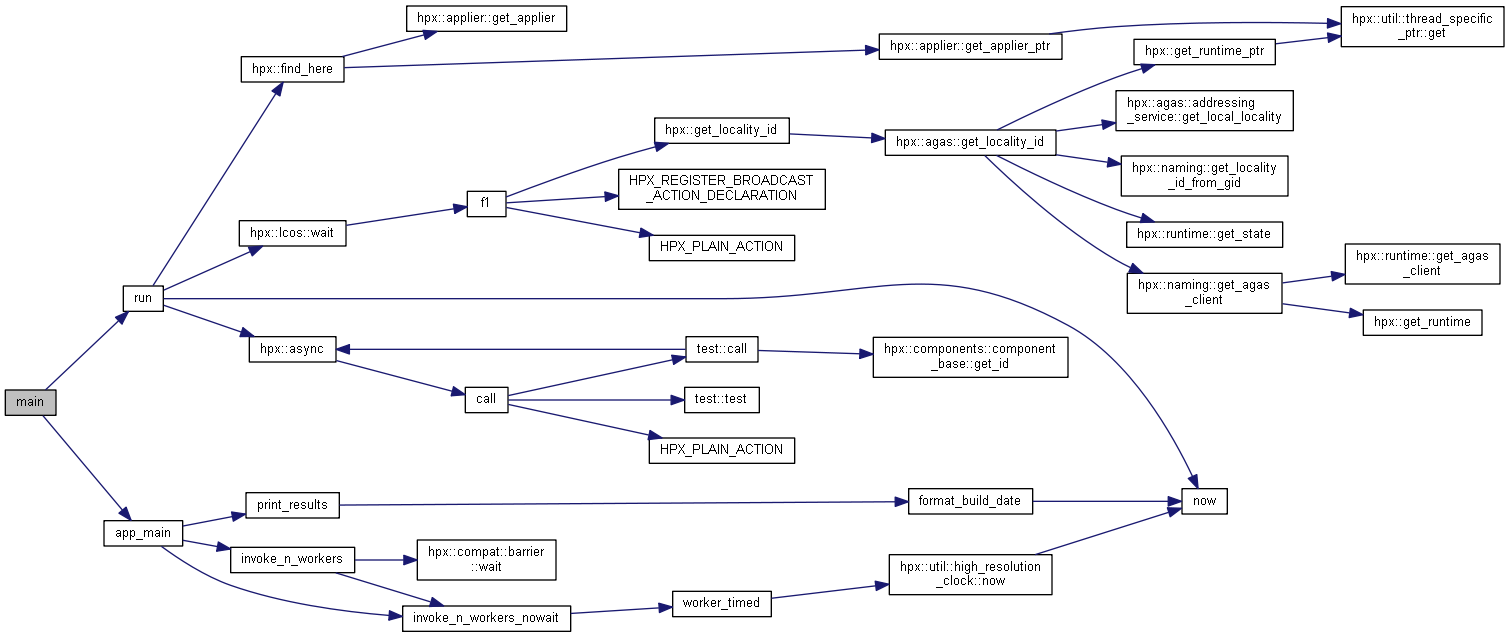 hpx::applier::get_applier
hpx::util::thread_specific
_ptr::get
hpx::applier::get_applier_ptr
hpx::get_runtime_ptr
hpx::find_here
hpx::agas::addressing
_service::get_local_locality
hpx::get_locality_id
hpx::agas::get_locality_id
hpx::naming::get_locality
_id_from_gid
HPX_REGISTER_BROADCAST
_ACTION_DECLARATION
f1
hpx::lcos::wait
hpx::runtime::get_state
HPX_PLAIN_ACTION
hpx::runtime::get_agas
_client
hpx::naming::get_agas
_client
run
hpx::get_runtime
hpx::async
test::call
hpx::components::component
_base::get_id
main
call
test::test
HPX_PLAIN_ACTION
print_results
format_build_date
now
app_main
invoke_n_workers
hpx::compat::barrier
::wait
hpx::util::high_resolution
_clock::now
worker_timed
invoke_n_workers_nowait